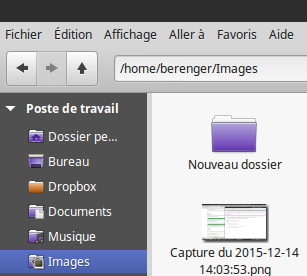 Fichier Édition Affichage Aller à Favoris Aide
/home/berenger/Images
Poste de travail
Dossier pe...
Bureau
Dropbox
Documents
Musique
Images
Nouveau dossier
Capture du 2015-12-14
14:03:53.png